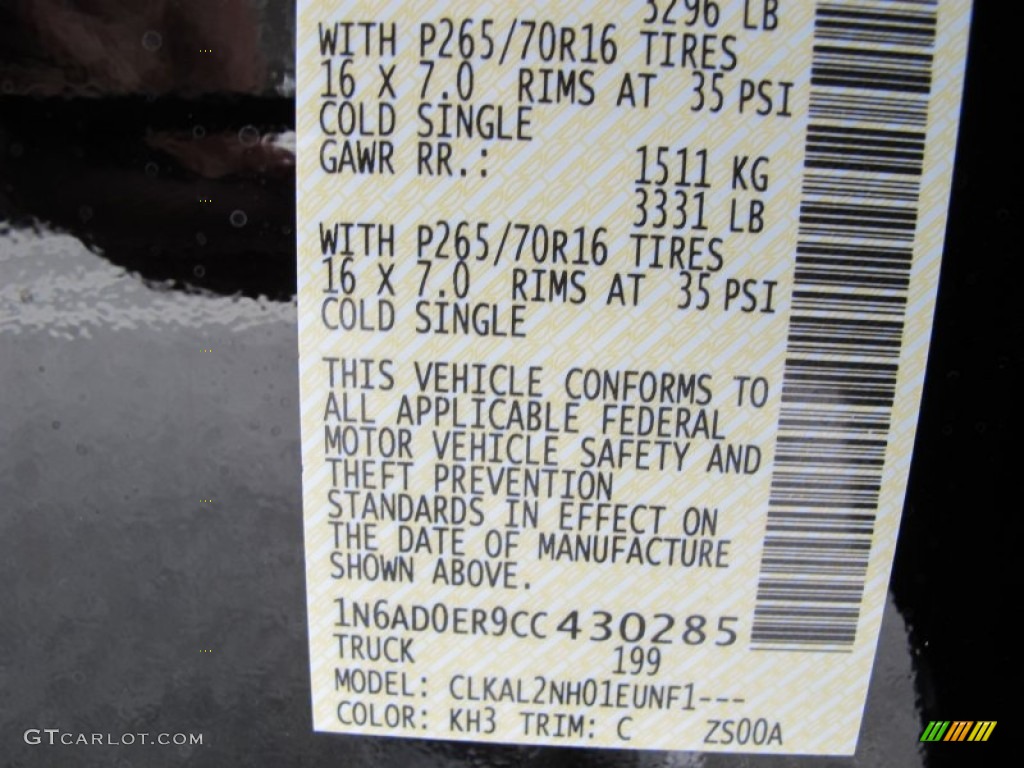 3296 LB
WITH P265/70R16 TIRES
16 X 7.0 RIMS AT 35 PSI
COLD SINGLE
GAWR RR.: 1511 KG
3331 LB
WITH P265/70R16 TIRES
16 X 7.0 RIMS AT 35 PSI
COLD SINGLE
THIS VEHICLE CONFORMS TO
ALL APPLICABLE FEDERAL
MOTOR VEHICLE SAFETY AND
THEFT PREVENTION
STANDARDS IN EFFECT ON
THE DATE OF MANUFACTURE
SHOWN ABOVE.
1N6AD0ER9CC430285
TRUCK 199
MODEL: CLKAL2NH01EUNF1---
COLOR: KH3 TRIM: C ZS00A
GTCARLOT.COM